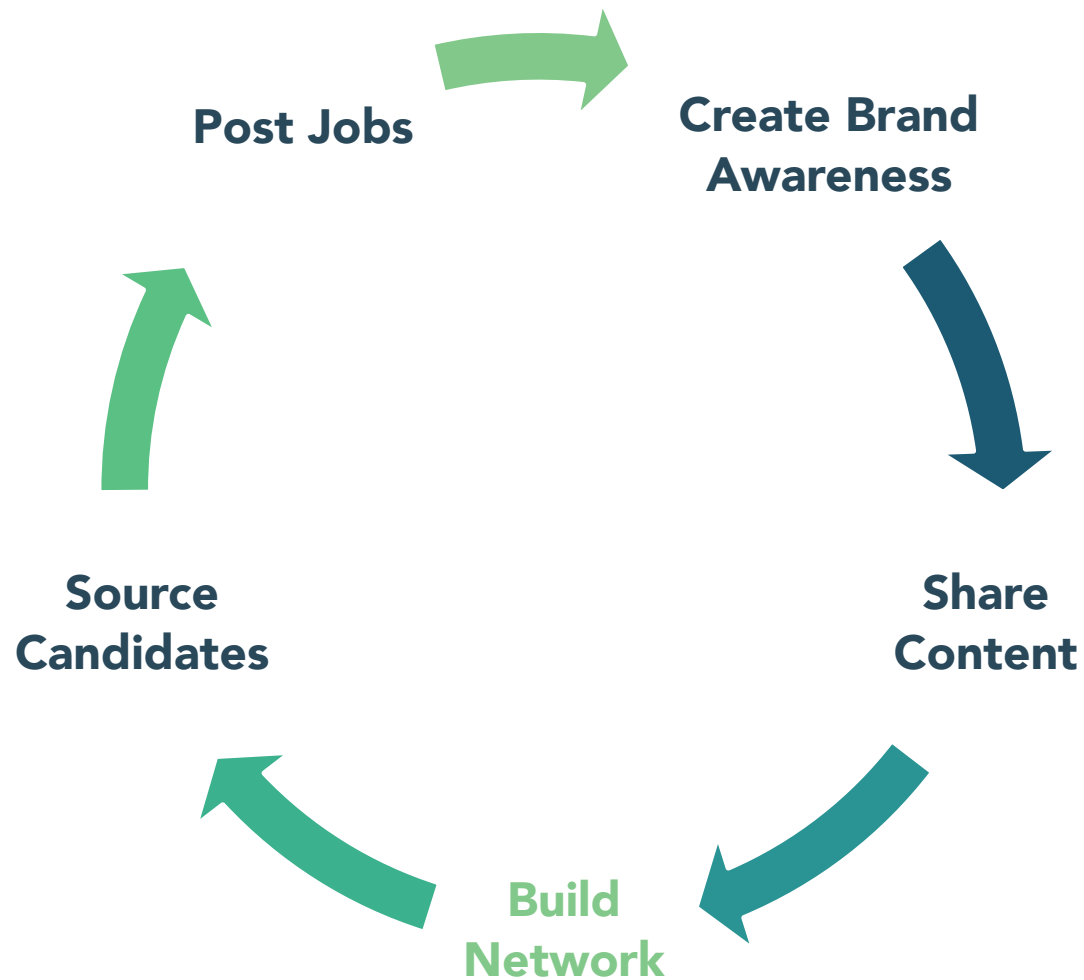 Post Jobs
Create Brand
Awareness
Share
Content
Build
Network
Source
Candidates